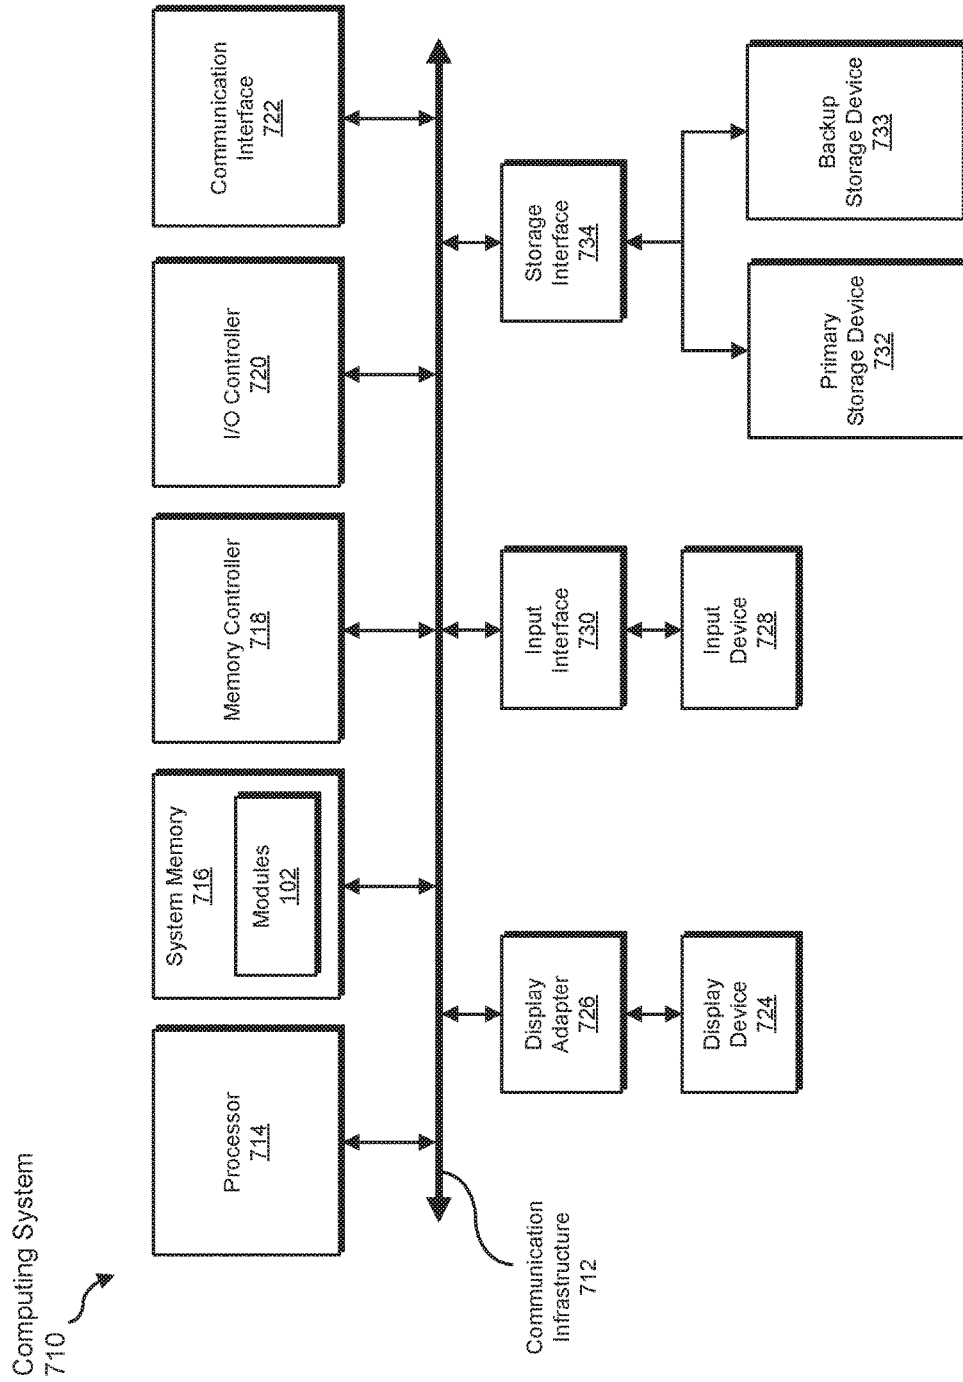 Computing System
710
Processor
714
System Memory
716
Modules
102
Memory Controller
718
I/O Controller
720
Communication
Interface
722
Communication
Infrastructure
712
Display
Adapter
726
Display
Device
724
Input
Interface
730
Input
Device
728
Storage
Interface
734
Primary
Storage Device
732
Backup
Storage Device
733